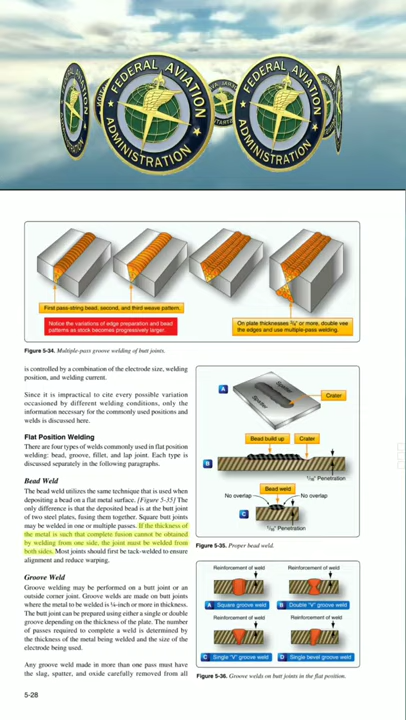 FEDERAL AVIATION
ADMINISTRATION
FEDERAL AVIATION
ADMINISTRATION
First pass-string bead, second, and third weave pattern.
Notice the variations of edge preparation and bead
patterns as stock becomes progressively larger.
On plate thicknesses ¾" or more, double vee
the edges and use multiple-pass welding.
Figure 5-34. Multiple-pass groove welding of butt joints.
is controlled by a combination of the electrode size, welding
position, and welding current.
Since it is impractical to cite every possible variation
occasioned by different welding conditions, only the
information necessary for the commonly used positions and
welds is discussed here.
Flat Position Welding
There are four types of welds commonly used in flat position
welding: bead, groove, fillet, and lap joint. Each type is
discussed separately in the following paragraphs.
Bead Weld
The bead weld utilizes the same technique that is used when
depositing a bead on a flat metal surface. [Figure 5-35] The
only difference is that the deposited bead is at the butt joint
of two steel plates, fusing them together. Square butt joints
may be welded in one or multiple passes. If the thickness of
the metal is such that complete fusion cannot be obtained
by welding from one side, the joint must be welded from
both sides. Most joints should first be tack-welded to ensure
alignment and reduce warping.
Groove Weld
Groove welding may be performed on a butt joint or an
outside corner joint. Groove welds are made on butt joints
where the metal to be welded is ¼-inch or more in thickness.
The butt joint can be prepared using either a single or double
groove depending on the thickness of the plate. The number
of passes required to complete a weld is determined by
the thickness of the metal being welded and the size of the
electrode being used.
Any groove weld made in more than one pass must have
the slag, spatter, and oxide carefully removed from all
5-28
A
Crater
Bead build up
Crater
B
1/16" Penetration
Bead weld
No overlap
No overlap
C
1/16" Penetration
Figure 5-35. Proper bead weld.
Reinforcement of weld
Reinforcement of weld
A Square groove weld
B Double "V" groove weld
Reinforcement of weld
Reinforcement of weld
C Single "V" groove weld
D Single bevel groove weld
Figure 5-36. Groove welds on butt joints in the flat position.